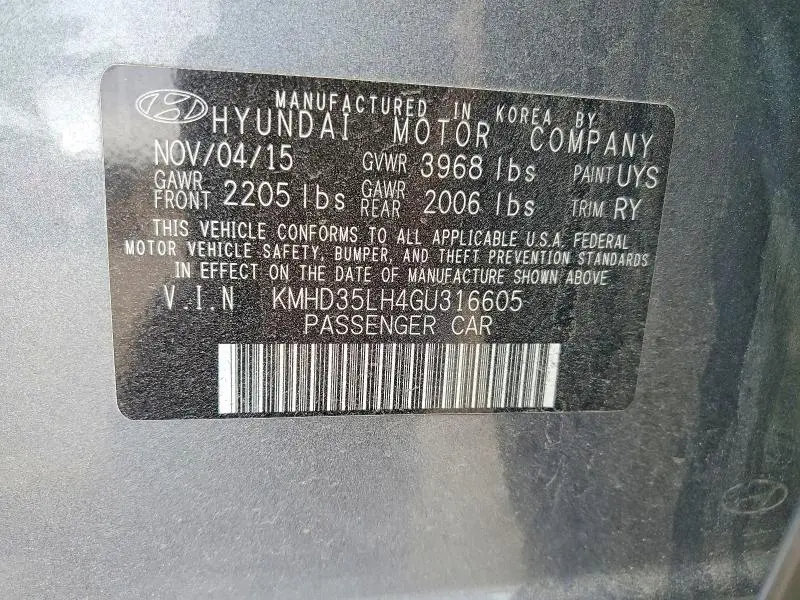 MANUFACTURED IN KOREA BY
HYUNDAI MOTOR COMPANY
NOV/04/15 GVWR 3968 lbs PAINT UYS
GAWR FRONT 2205 lbs GAWR REAR 2006 lbs TRIM RY
THIS VEHICLE CONFORMS TO ALL APPLICABLE U.S.A. FEDERAL
MOTOR VEHICLE SAFETY, BUMPER, AND THEFT PREVENTION STANDARDS
IN EFFECT ON THE DATE OF MANUFACTURE SHOWN ABOVE
V.I.N KMHD35LH4GU316605
PASSENGER CAR